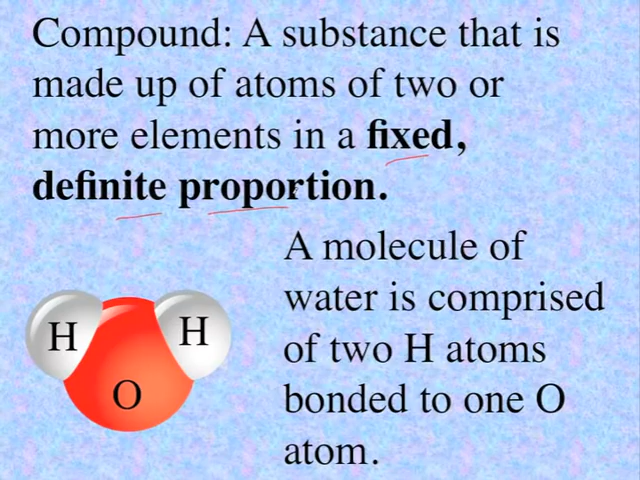 Compound: A substance that is
made up of atoms of two or
more elements in a fixed,
definite proportion.
A molecule of
water is comprised
of two H atoms
bonded to one O
atom.
H
H
O